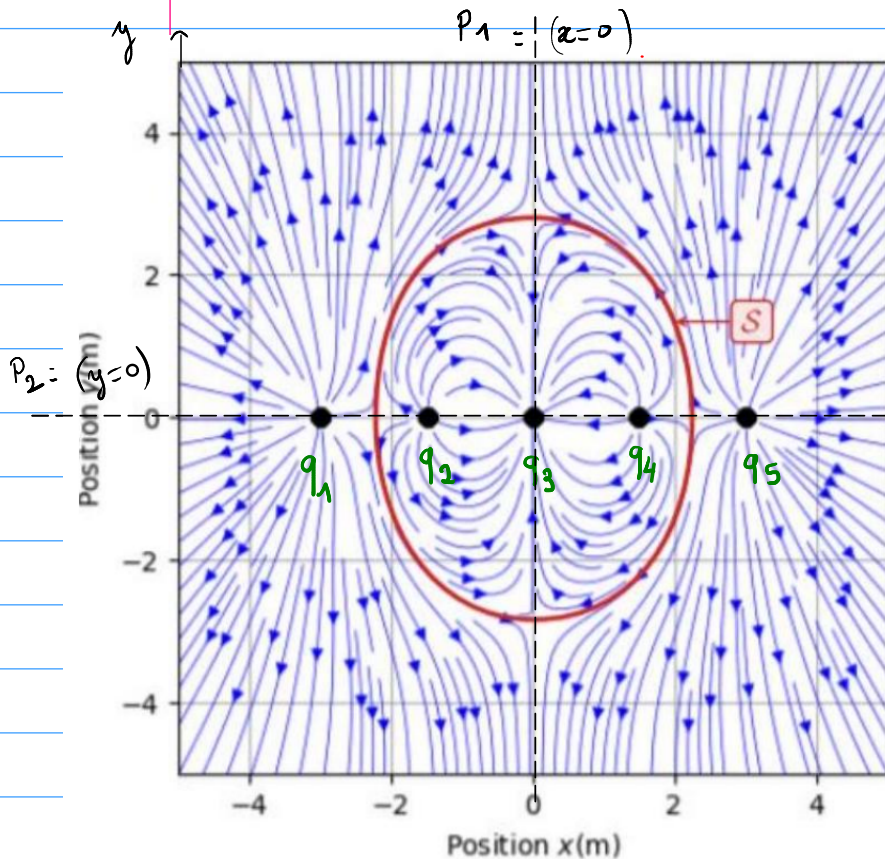 y
P1 = (x=0)
4
2
S
P2 = (y=0)
0
q1
q2
q3
q4
q5
−2
−4
Position y(m)
−4
−2
0
2
4
Position x(m)